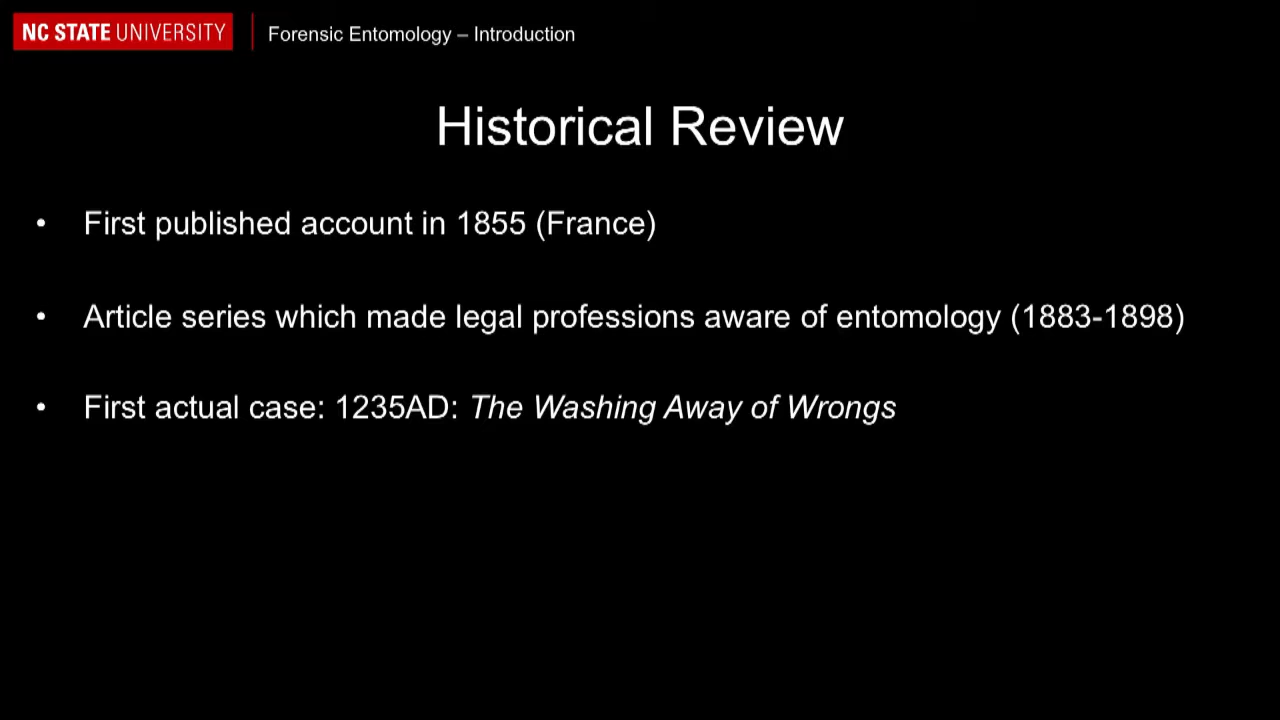 NC STATE UNIVERSITY
Forensic Entomology – Introduction
Historical Review
• First published account in 1855 (France)
• Article series which made legal professions aware of entomology (1883-1898)
• First actual case: 1235AD: The Washing Away of Wrongs